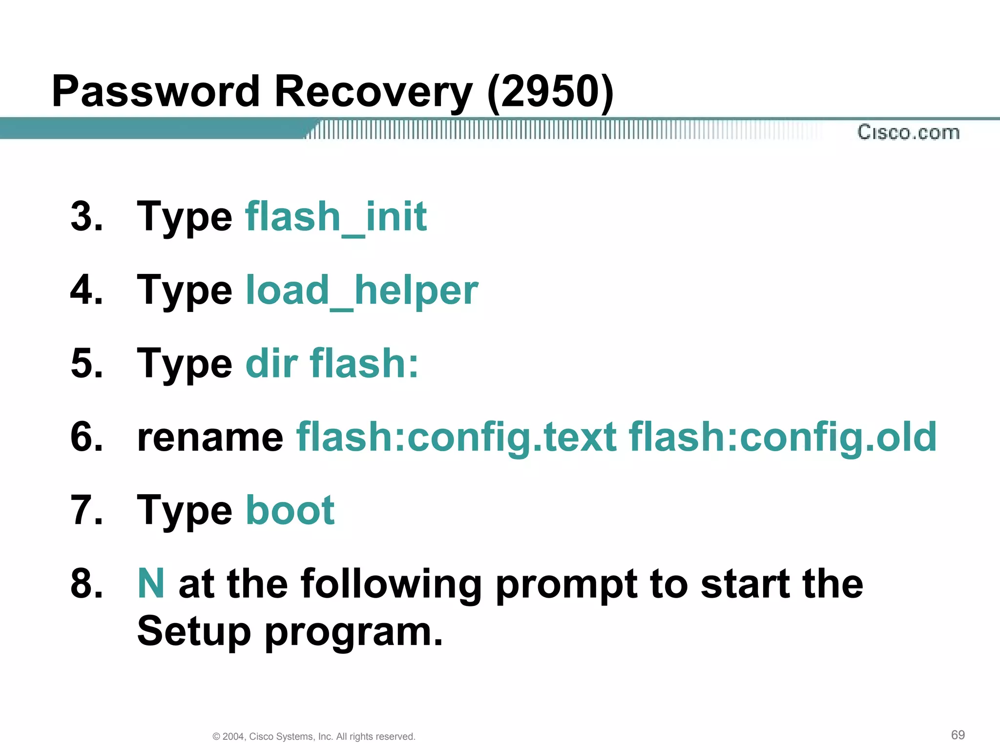 Password Recovery (2950)
Cisco.com
3. Type flash_init
4. Type load_helper
5. Type dir flash:
6. rename flash:config.text flash:config.old
7. Type boot
8. N at the following prompt to start the
Setup program.
© 2004, Cisco Systems, Inc. All rights reserved.
69